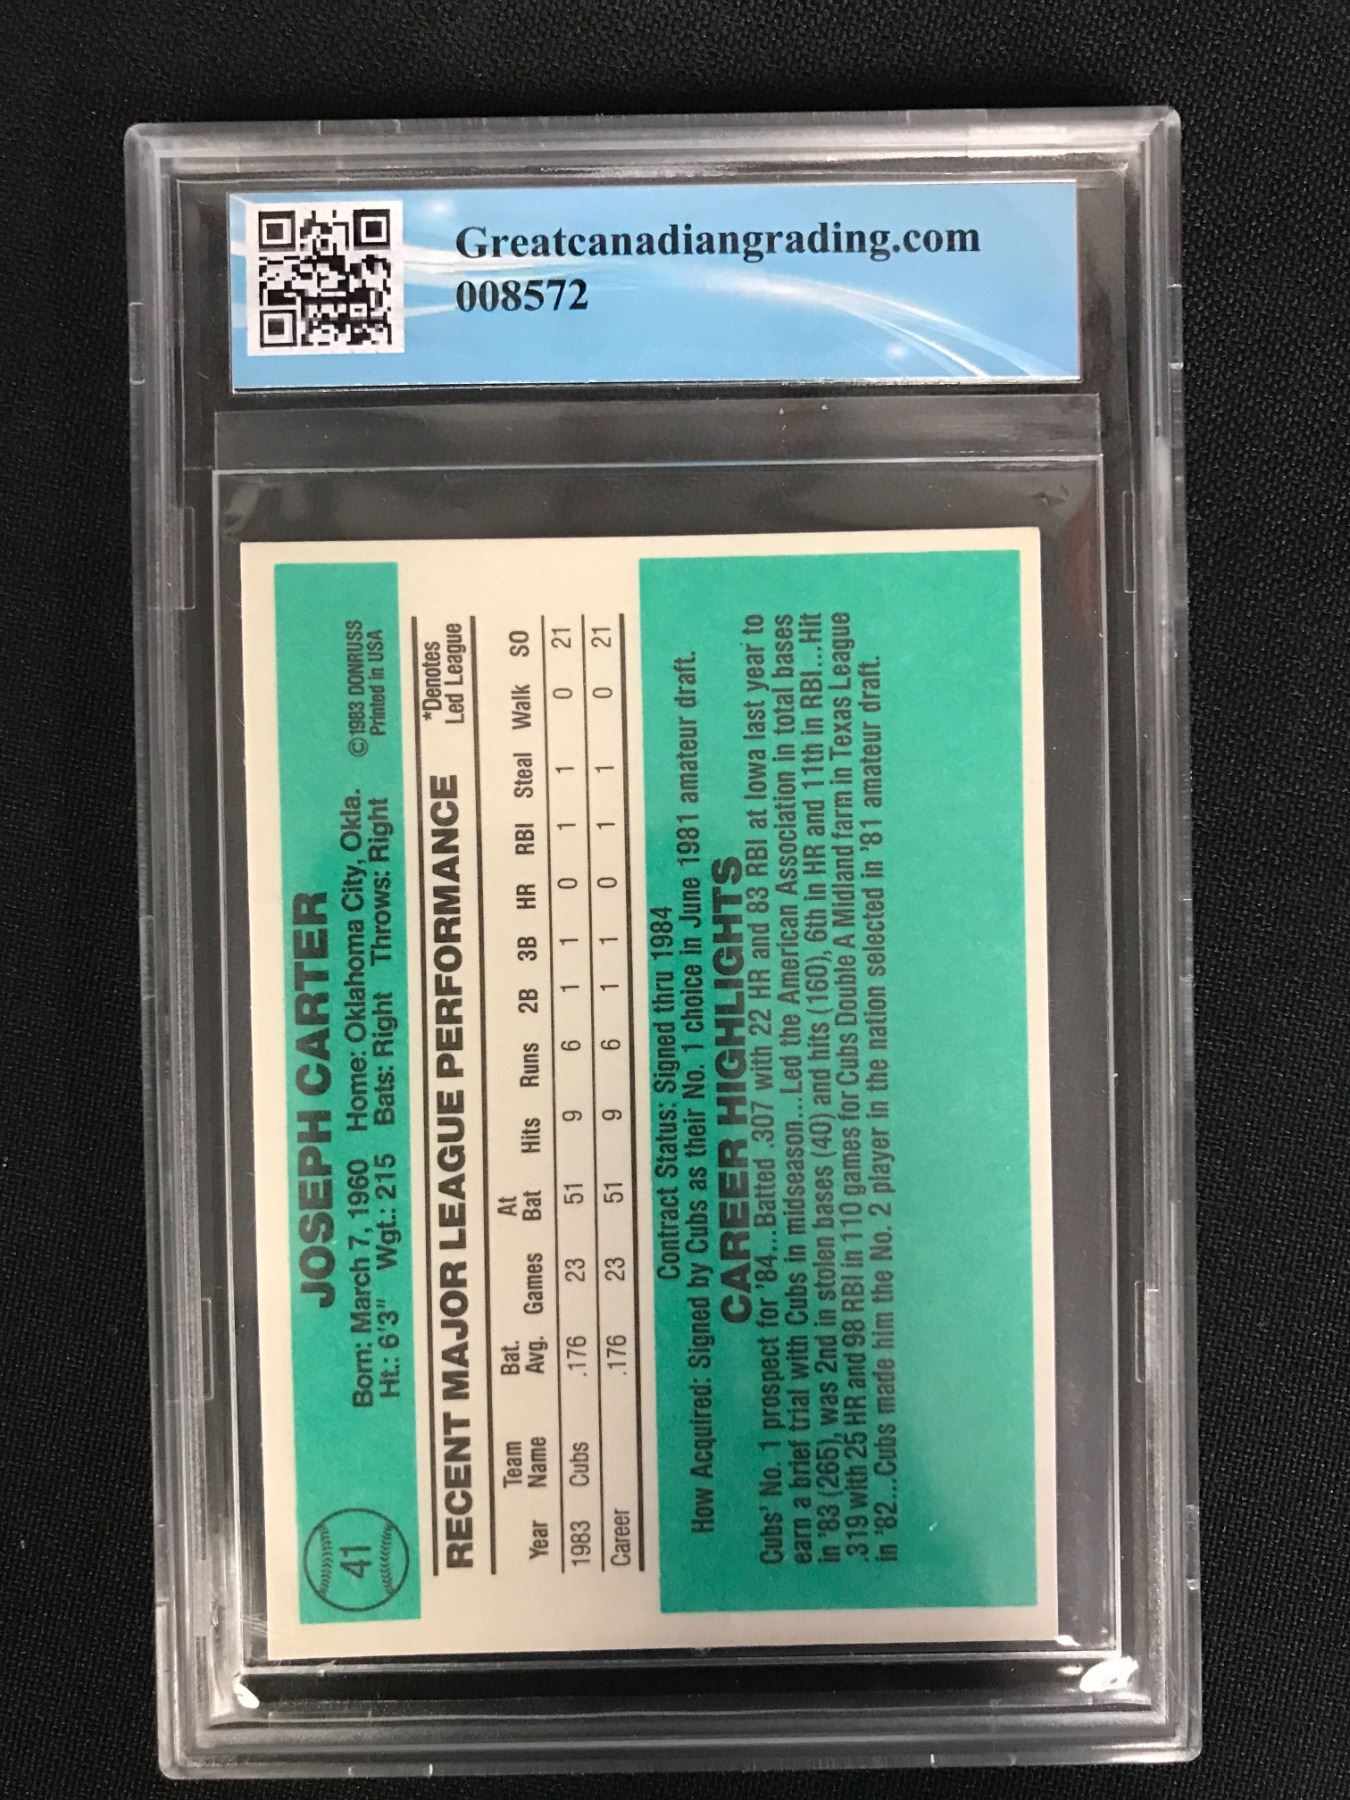 Greatcanadiangrading.com
008572
41
JOSEPH CARTER
Born: March 7, 1960 Home: Oklahoma City, Okla. ©1983 DONRUSS
Ht.: 6'3" Wgt.: 215 Bats: Right Throws: Right Printed in USA
RECENT MAJOR LEAGUE PERFORMANCE
*Denotes
Led League
Team Bat. At
Year Name Avg. Games Bat Hits Runs 2B 3B HR RBI Steal Walk SO
1983 Cubs .176 23 51 9 6 1 1 0 1 1 0 21
Career .176 23 51 9 6 1 1 0 1 1 0 21
Contract Status: Signed thru 1984
How Acquired: Signed by Cubs as their No. 1 choice in June 1981 amateur draft.
CAREER HIGHLIGHTS
Cubs' No. 1 prospect for '84...Batted .307 with 22 HR and 83 RBI at Iowa last year to
earn a brief trial with Cubs in midseason...Led the American Association in total bases
in '83 (265), was 2nd in stolen bases (40) and hits (160), 6th in HR and 11th in RBI...Hit
.319 with 25 HR and 98 RBI in 110 games for Cubs Double A Midland farm in Texas League
in '82....Cubs made him the No. 2 player in the nation selected in '81 amateur draft.